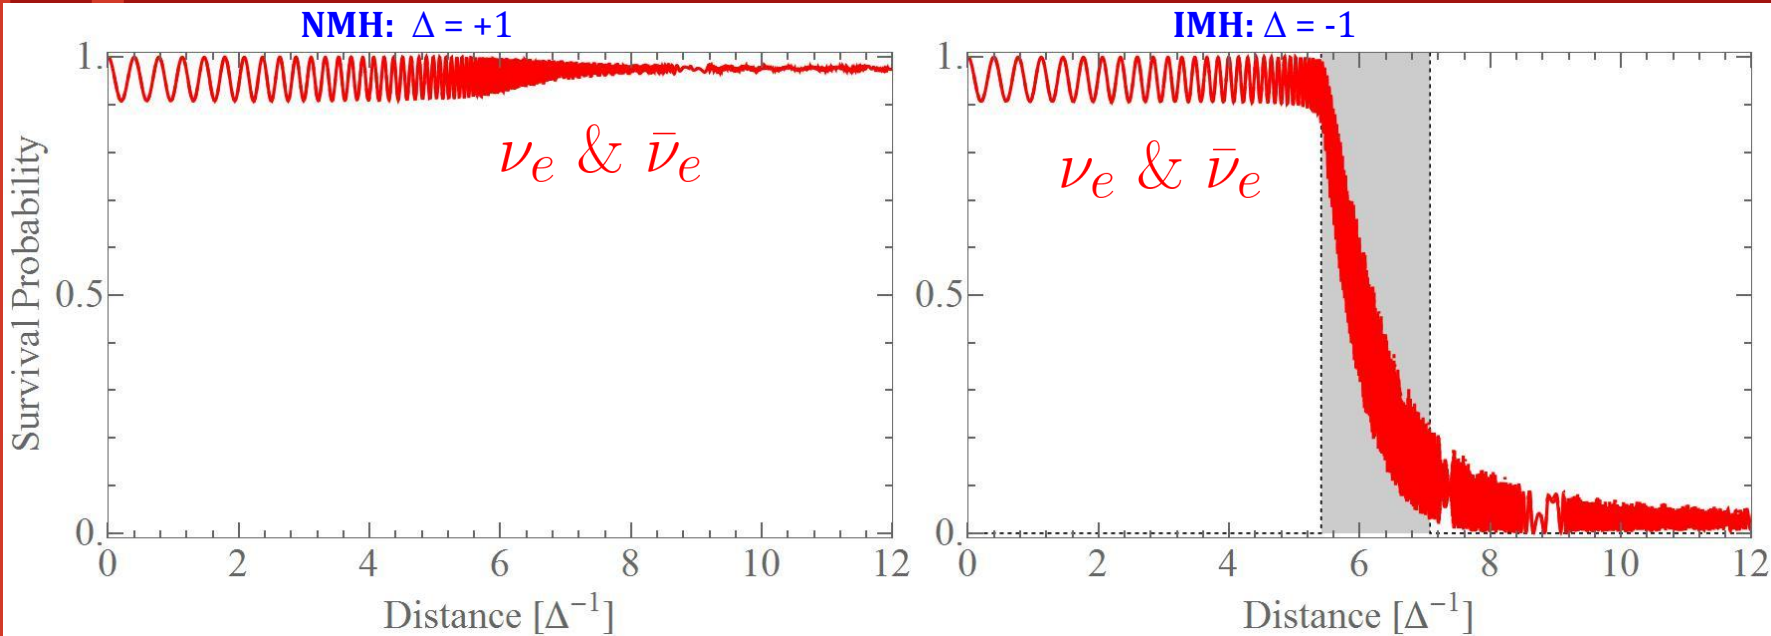 NMH: Δ = +1
IMH: Δ = -1
Survival Probability
1.
0.5
0.
νₑ & ν̄ₑ
0 2 4 6 8 10 12
Distance [Δ⁻¹]
1.
0.5
0.
νₑ & ν̄ₑ
0 2 4 6 8 10 12
Distance [Δ⁻¹]